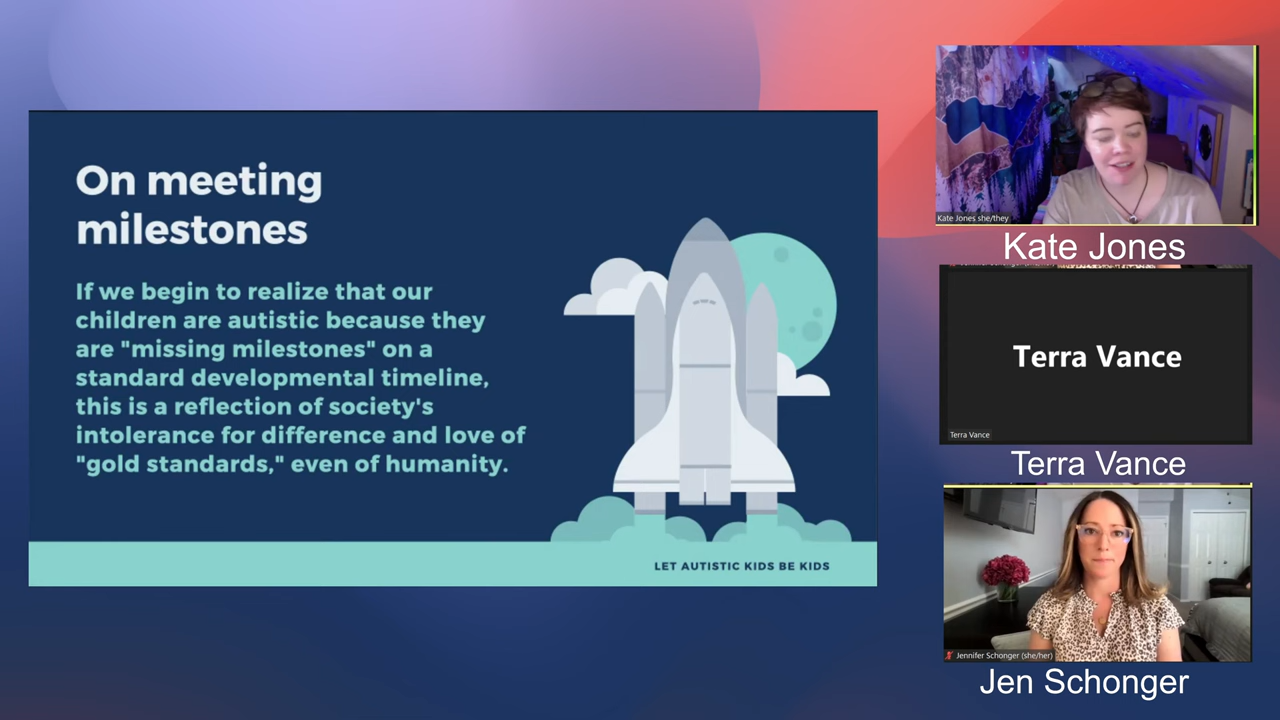 On meeting
milestones
If we begin to realize that our
children are autistic because they
are "missing milestones" on a
standard developmental timeline,
this is a reflection of society's
intolerance for difference and love of
"gold standards," even of humanity.
LET AUTISTIC KIDS BE KIDS
Kate Jones she/they
Kate Jones
Terra Vance
Terra Vance
Terra Vance
Jennifer Schonger (she/her)
Jen Schonger